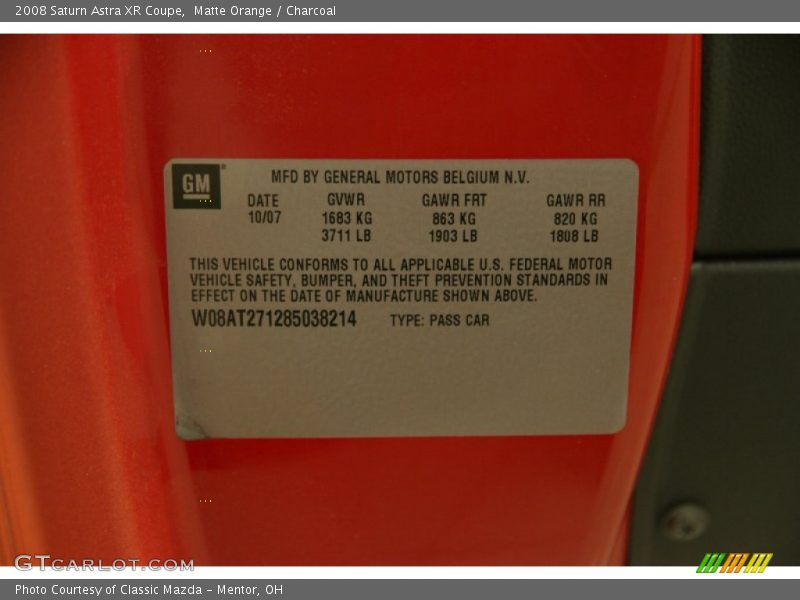 2008 Saturn Astra XR Coupe,  Matte Orange / Charcoal
GM®
MFD BY GENERAL MOTORS BELGIUM N.V.
DATE GVWR GAWR FRT GAWR RR
10/07 1683 KG 863 KG 820 KG
3711 LB 1903 LB 1808 LB
THIS VEHICLE CONFORMS TO ALL APPLICABLE U.S. FEDERAL MOTOR
VEHICLE SAFETY, BUMPER, AND THEFT PREVENTION STANDARDS IN
EFFECT ON THE DATE OF MANUFACTURE SHOWN ABOVE.
W08AT271285038214 TYPE: PASS CAR
GTCARLOT.COM
Photo Courtesy of Classic Mazda - Mentor, OH